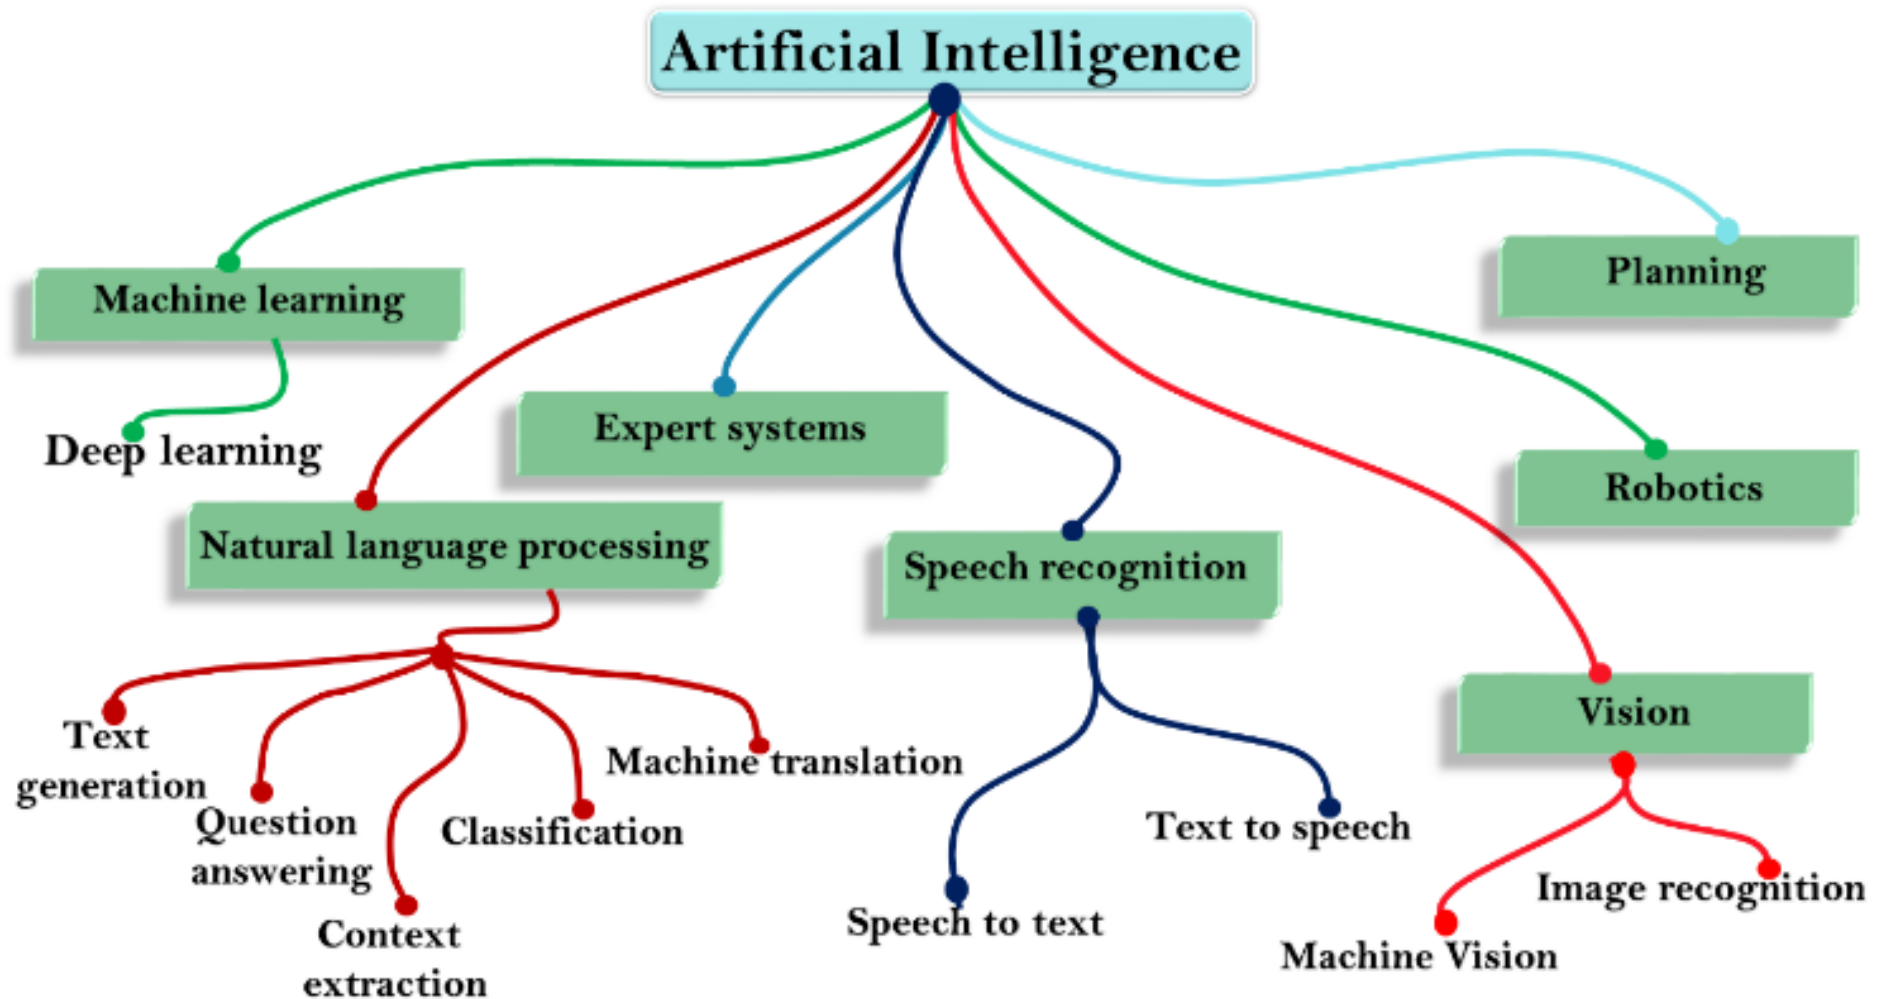 Artificial Intelligence
Planning
Machine learning
Expert systems
Deep learning
Robotics
Natural language processing
Speech recognition
Vision
Text
generation
Question
answering
Context
extraction
Classification
Machine translation
Speech to text
Text to speech
Machine Vision
Image recognition